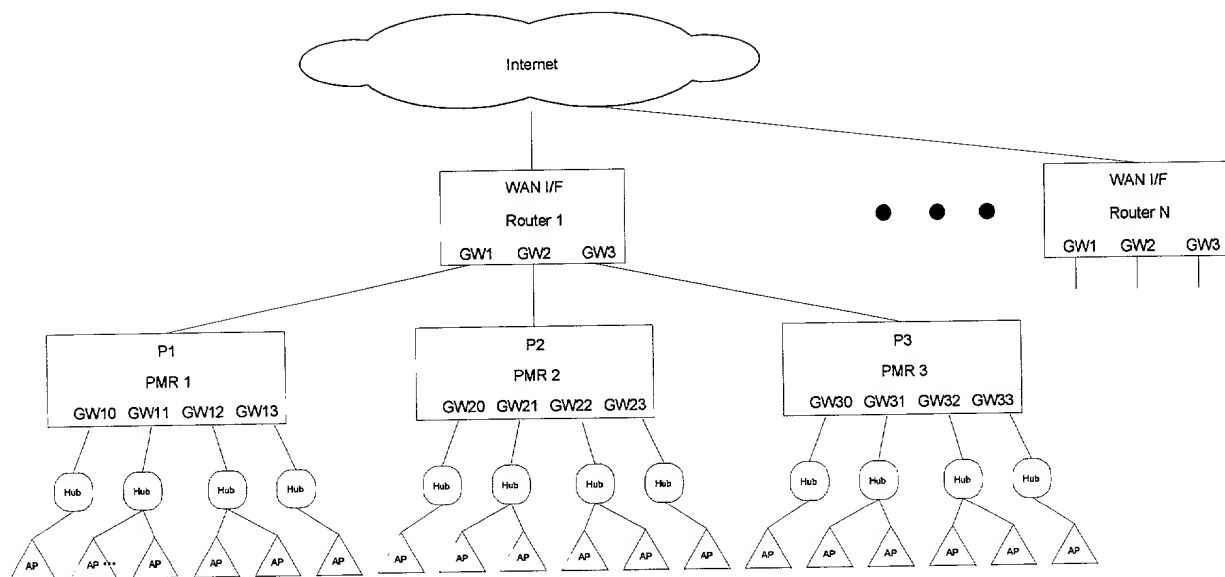 Internet
WAN I/F
Router 1
GW1 GW2 GW3
WAN I/F
Router N
GW1 GW2 GW3
P1
PMR 1
GW10 GW11 GW12 GW13
P2
PMR 2
GW20 GW21 GW22 GW23
P3
PMR 3
GW30 GW31 GW32 GW33
Hub Hub Hub Hub Hub Hub Hub Hub Hub Hub Hub Hub
AP AP ••• AP AP AP AP AP AP AP AP AP AP AP AP AP AP AP AP